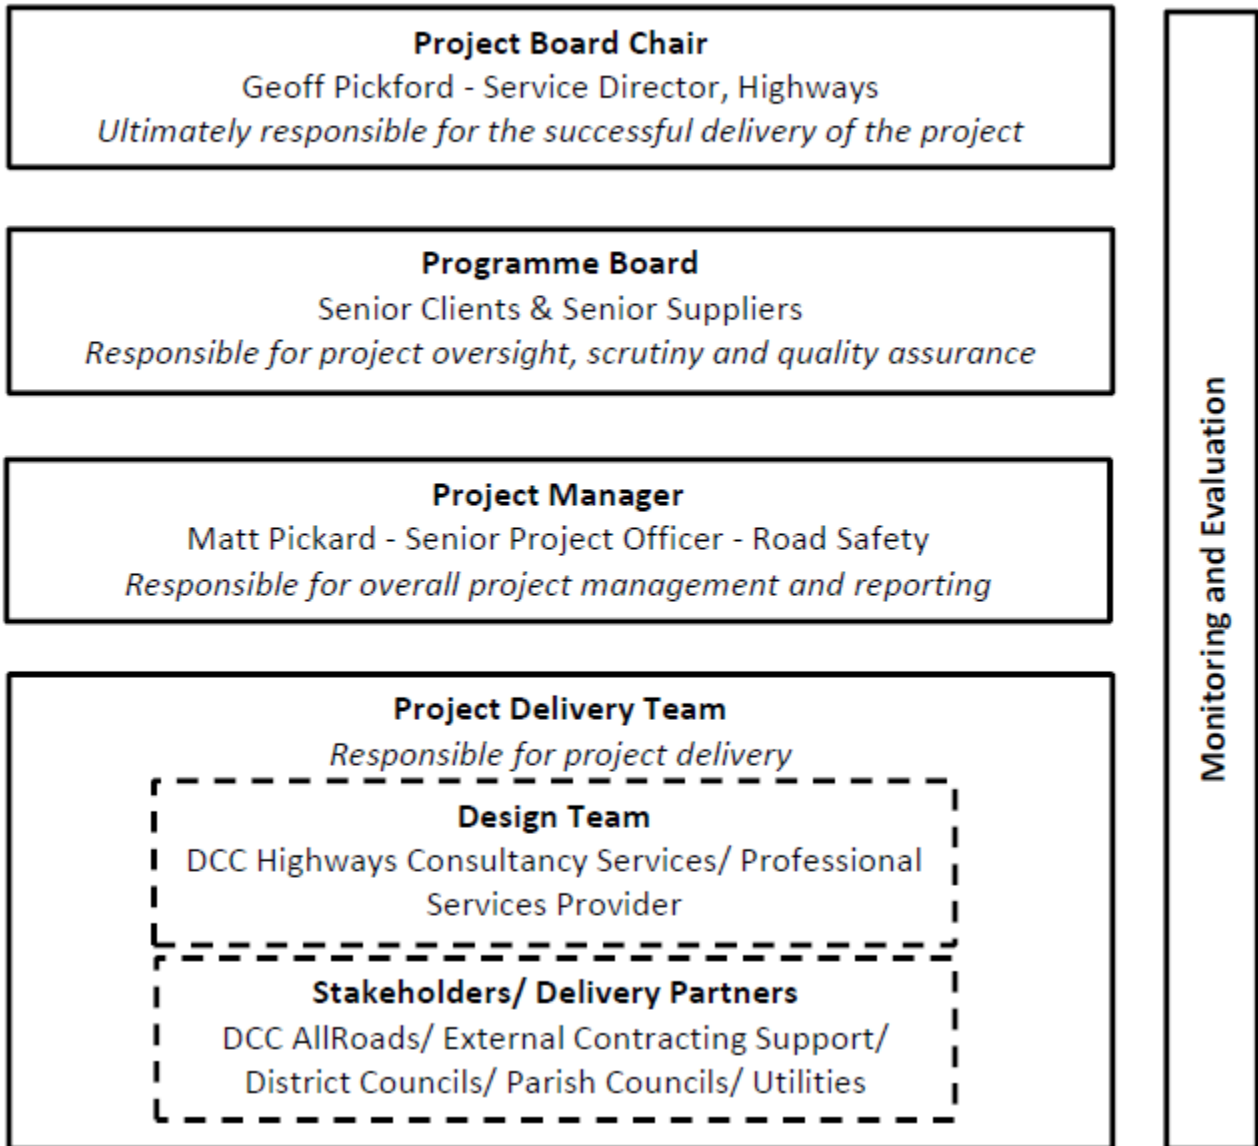 Project Board Chair
Geoff Pickford - Service Director, Highways
Ultimately responsible for the successful delivery of the project
Programme Board
Senior Clients & Senior Suppliers
Responsible for project oversight, scrutiny and quality assurance
Project Manager
Matt Pickard - Senior Project Officer - Road Safety
Responsible for overall project management and reporting
Project Delivery Team
Responsible for project delivery
Design Team
DCC Highways Consultancy Services/ Professional
Services Provider
Stakeholders/ Delivery Partners
DCC AllRoads/ External Contracting Support/
District Councils/ Parish Councils/ Utilities
Monitoring and Evaluation